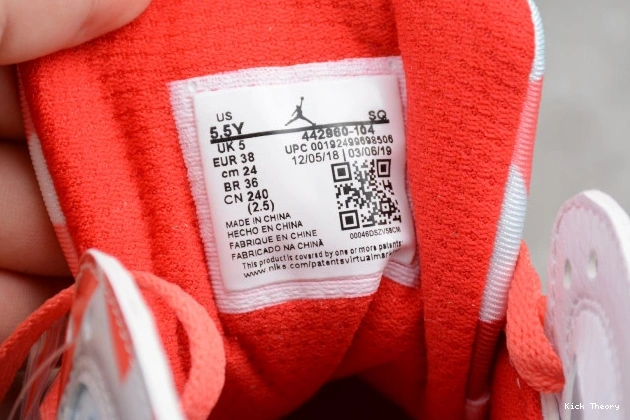 US SQ
5.5Y 442960-104
UK 5 UPC 00192499698506
EUR 38 12/05/18 | 03/06/19
cm 24
BR 36
CN 240
(2.5)
MADE IN CHINA
HECHO EN CHINA
FABRIQUE EN CHINE
FABRICADO NA CHINA
00046DSZV58CM
This product is covered by one or more patents:
www.nike.com/patentsvirtualmar
Kick Theory